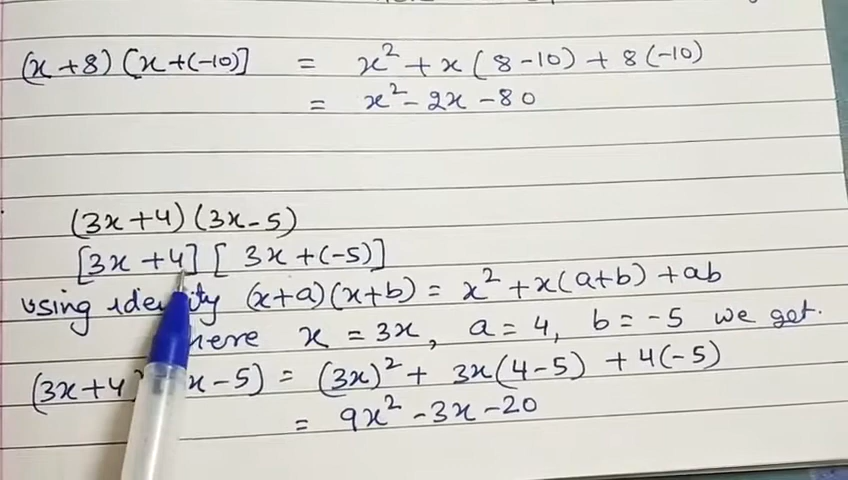 (x+8)[x+(-10)] = x² + x(8-10) + 8(-10)
= x² - 2x - 80
(3x+4)(3x-5)
[3x+4][3x+(-5)]
using identity (x+a)(x+b) = x² + x(a+b) + ab
here x = 3x, a = 4, b = -5 we get.
(3x+4 x-5) = (3x)² + 3x(4-5) + 4(-5)
= 9x² - 3x - 20